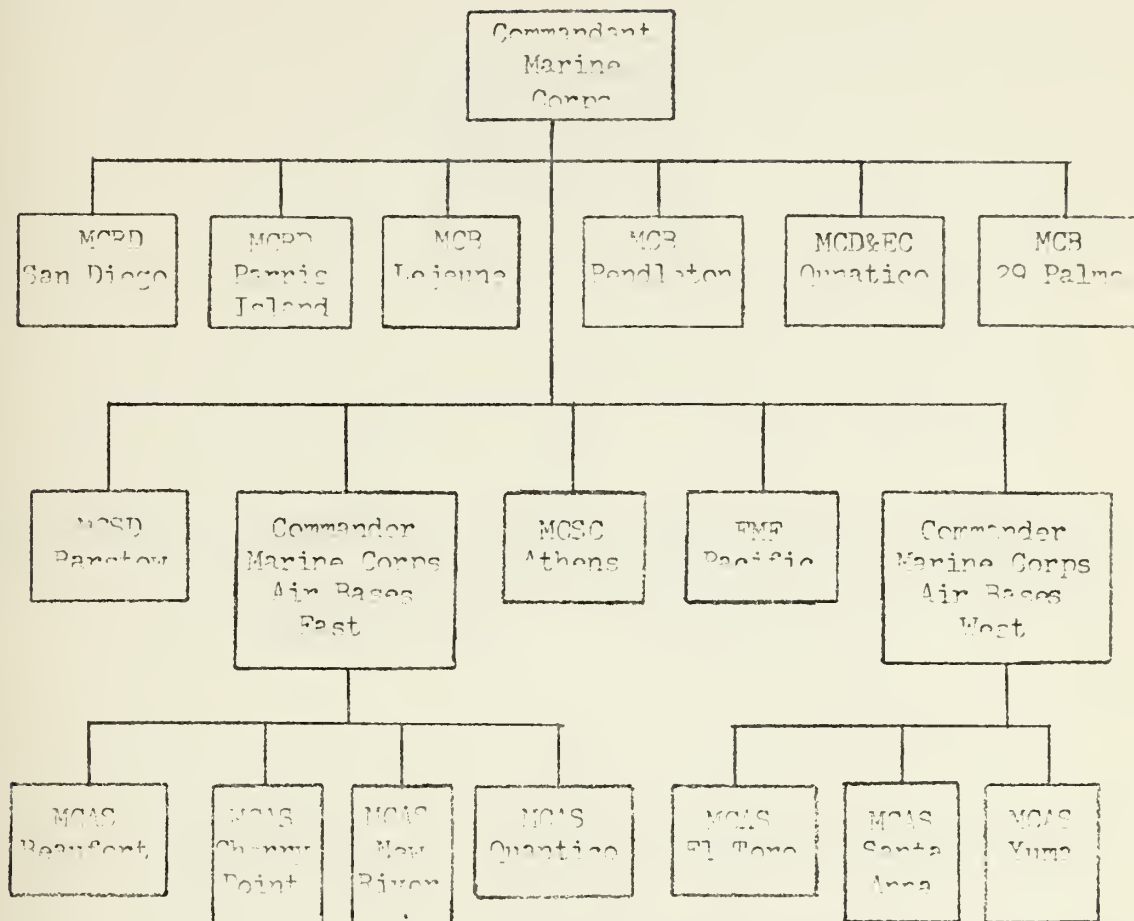 Commandant
Marine
Corps
MCRD
San Diego
MCRD
Parris
Island
MCB
Lejeune
MCB
Pendleton
MCD&EC
Qunatico
MCB
29 Palms
MCSD
Barstow
Commander
Marine Corps
Air Bases
East
MCSC
Athens
FMF
Pacific
Commander
Marine Corps
Air Bases
West
MCAS
Beaufort
MCAS
Cherry
Point
MCAS
New
River
MCAS
Quantico
MCAS
El Toro
MCAS
Santa
Anna
MCAS
Yuma